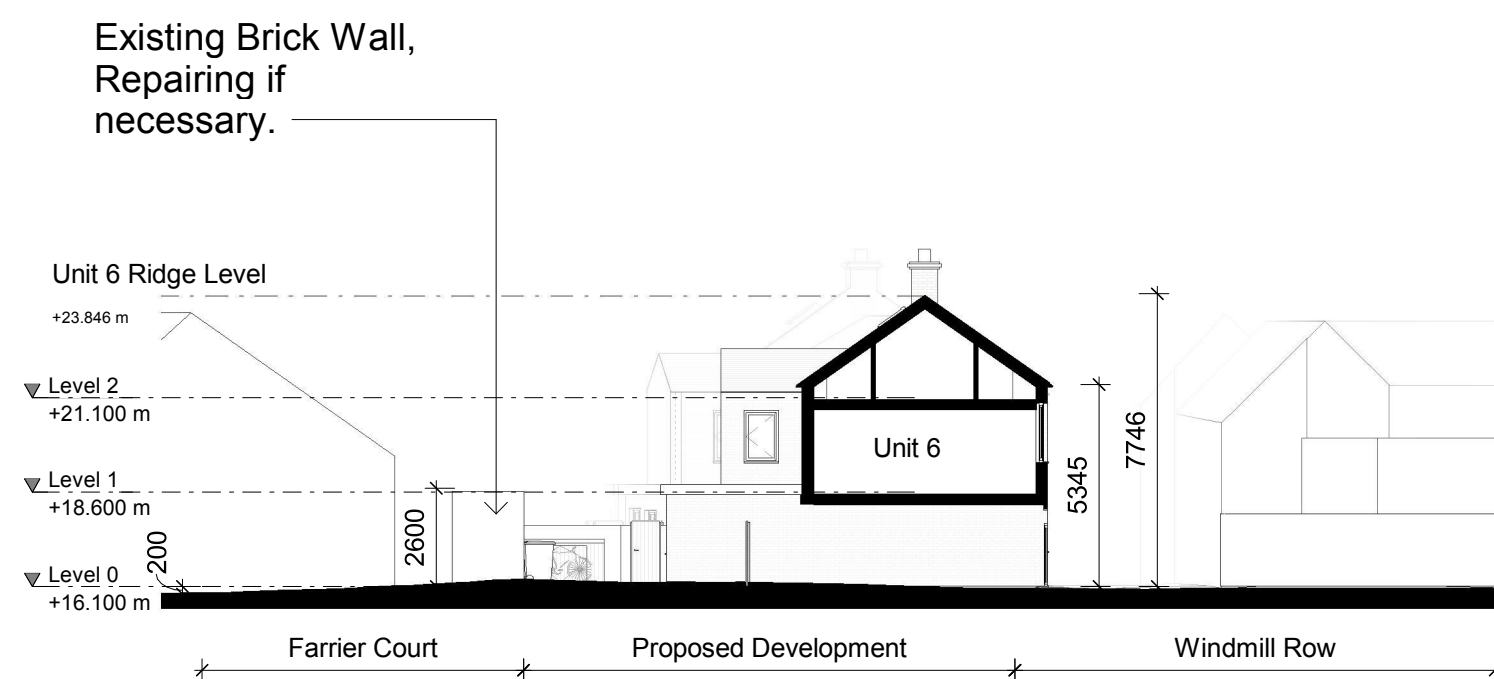 Existing Brick Wall,
Repairing if
necessary.
Unit 6 Ridge Level
+23.846 m
Level 2
+21.100 m
Level 1
+18.600 m
Level 0
+16.100 m
200
2600
Unit 6
5345
7746
Farrier Court
Proposed Development
Windmill Row